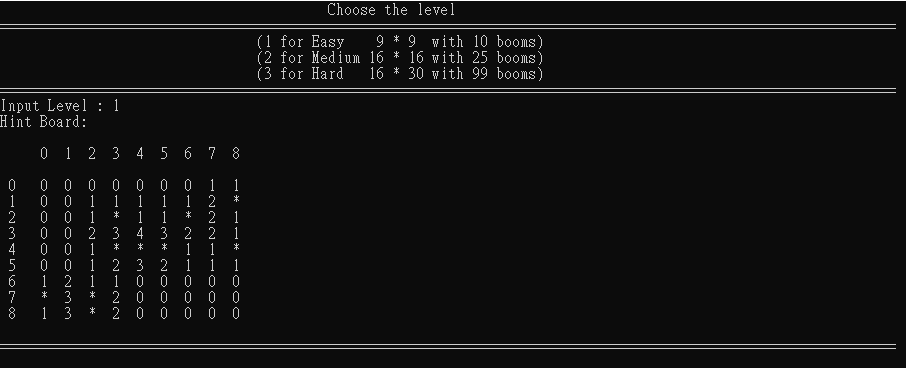 Choose the level
(1 for Easy    9 * 9  with 10 booms)
(2 for Medium 16 * 16 with 25 booms)
(3 for Hard   16 * 30 with 99 booms)
Input Level : 1
Hint Board:
0  1  2  3  4  5  6  7  8
0   0  0  0  0  0  0  0  1  1
1   0  0  1  1  1  1  1  2  *
2   0  0  1  *  1  1  *  2  1
3   0  0  2  3  4  3  2  2  1
4   0  0  1  *  *  *  1  1  *
5   0  0  1  2  3  2  1  1  1
6   1  2  1  1  0  0  0  0  0
7   *  3  *  2  0  0  0  0  0
8   1  3  *  2  0  0  0  0  0